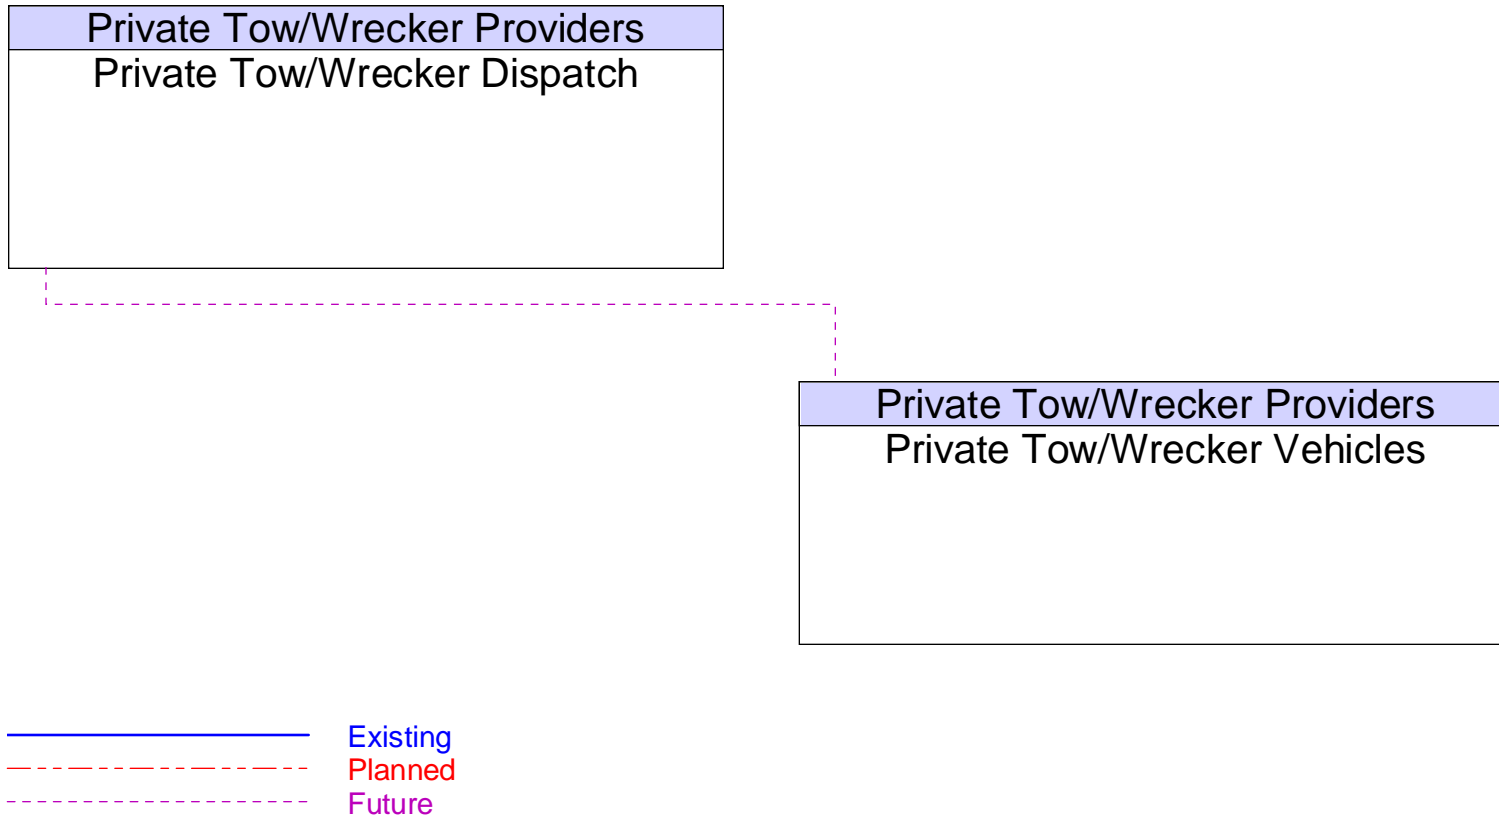 Private Tow/Wrecker Providers
Private Tow/Wrecker Dispatch
Private Tow/Wrecker Providers
Private Tow/Wrecker Vehicles
Existing
Planned
Future